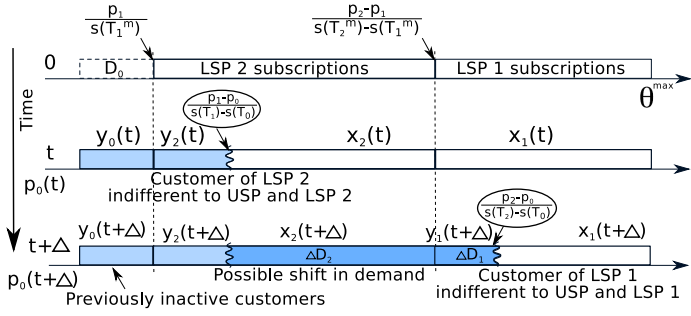 p₁ / s(T₁ᵐ)
p₂-p₁ / s(T₂ᵐ)-s(T₁ᵐ)
0 D₀ LSP 2 subscriptions LSP 1 subscriptions
θᵐᵃˣ
Time
p₁-p₀ / s(T₁)-s(T₀)
y₀(t) y₂(t) x₂(t) x₁(t)
t
p₀(t) Customer of LSP 2
indifferent to USP and LSP 2
p₂-p₀ / s(T₂)-s(T₀)
y₀(t+Δ) y₂(t+Δ) x₂(t+Δ) y₁(t+Δ) x₁(t+Δ)
t+Δ ΔD₂ ΔD₁
p₀(t+Δ) Possible shift in demand Customer of LSP 1
Previously inactive customers indifferent to USP and LSP 1